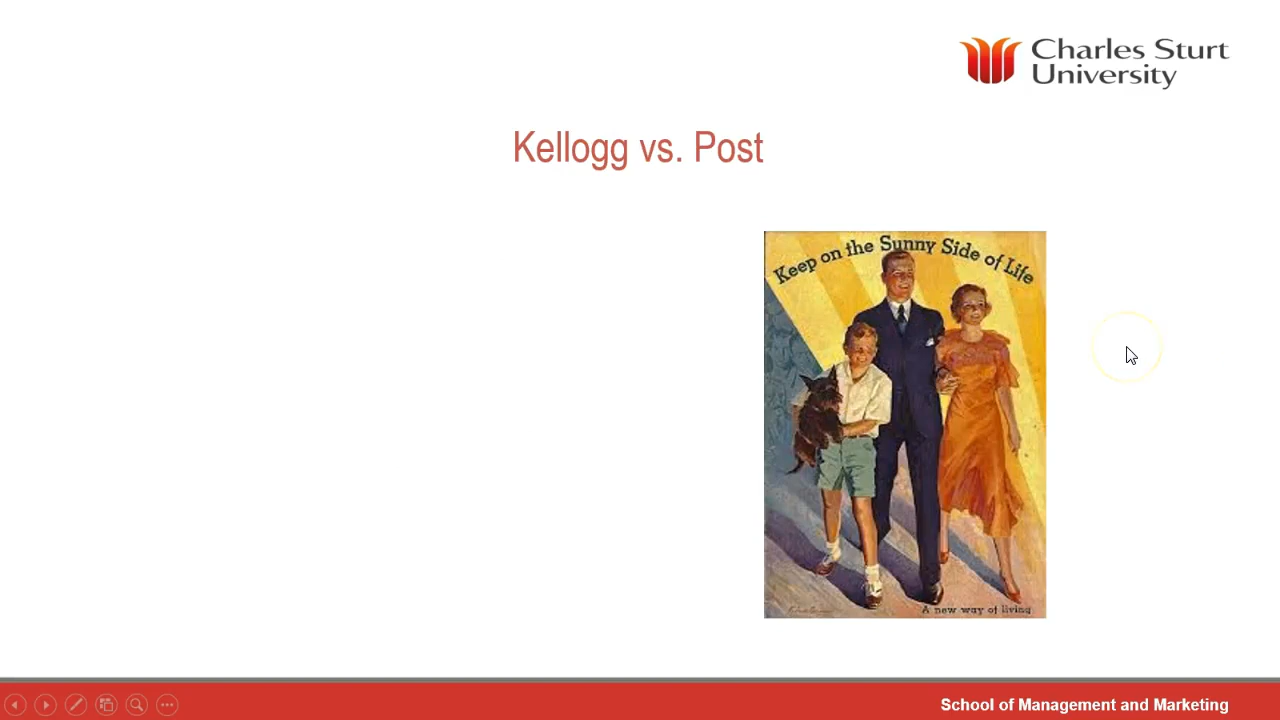 Charles Sturt
University
Kellogg vs. Post
Keep on the Sunny Side of Life
A new way of living
School of Management and Marketing